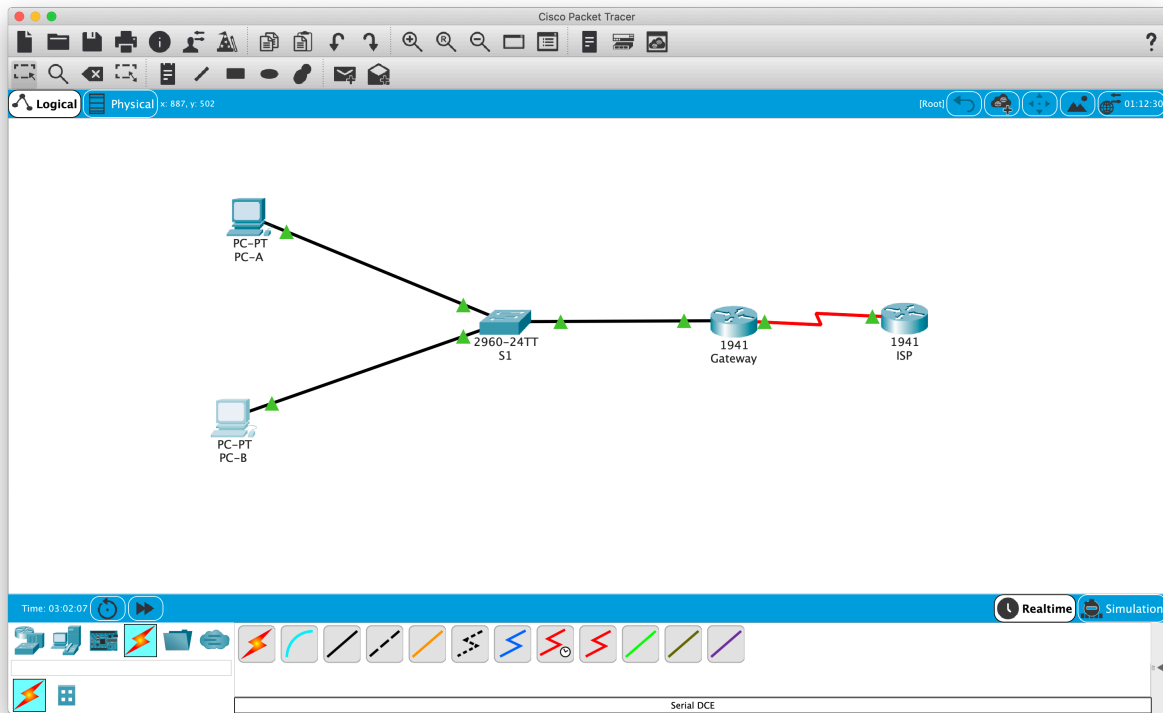 Cisco Packet Tracer
?
Logical
Physical
x: 887, y: 502
[Root]
01:12:30
PC-PT
PC-A
2960-24TT
S1
1941
Gateway
1941
ISP
PC-PT
PC-B
Time: 03:02:07
Realtime
Simulation
Serial DCE